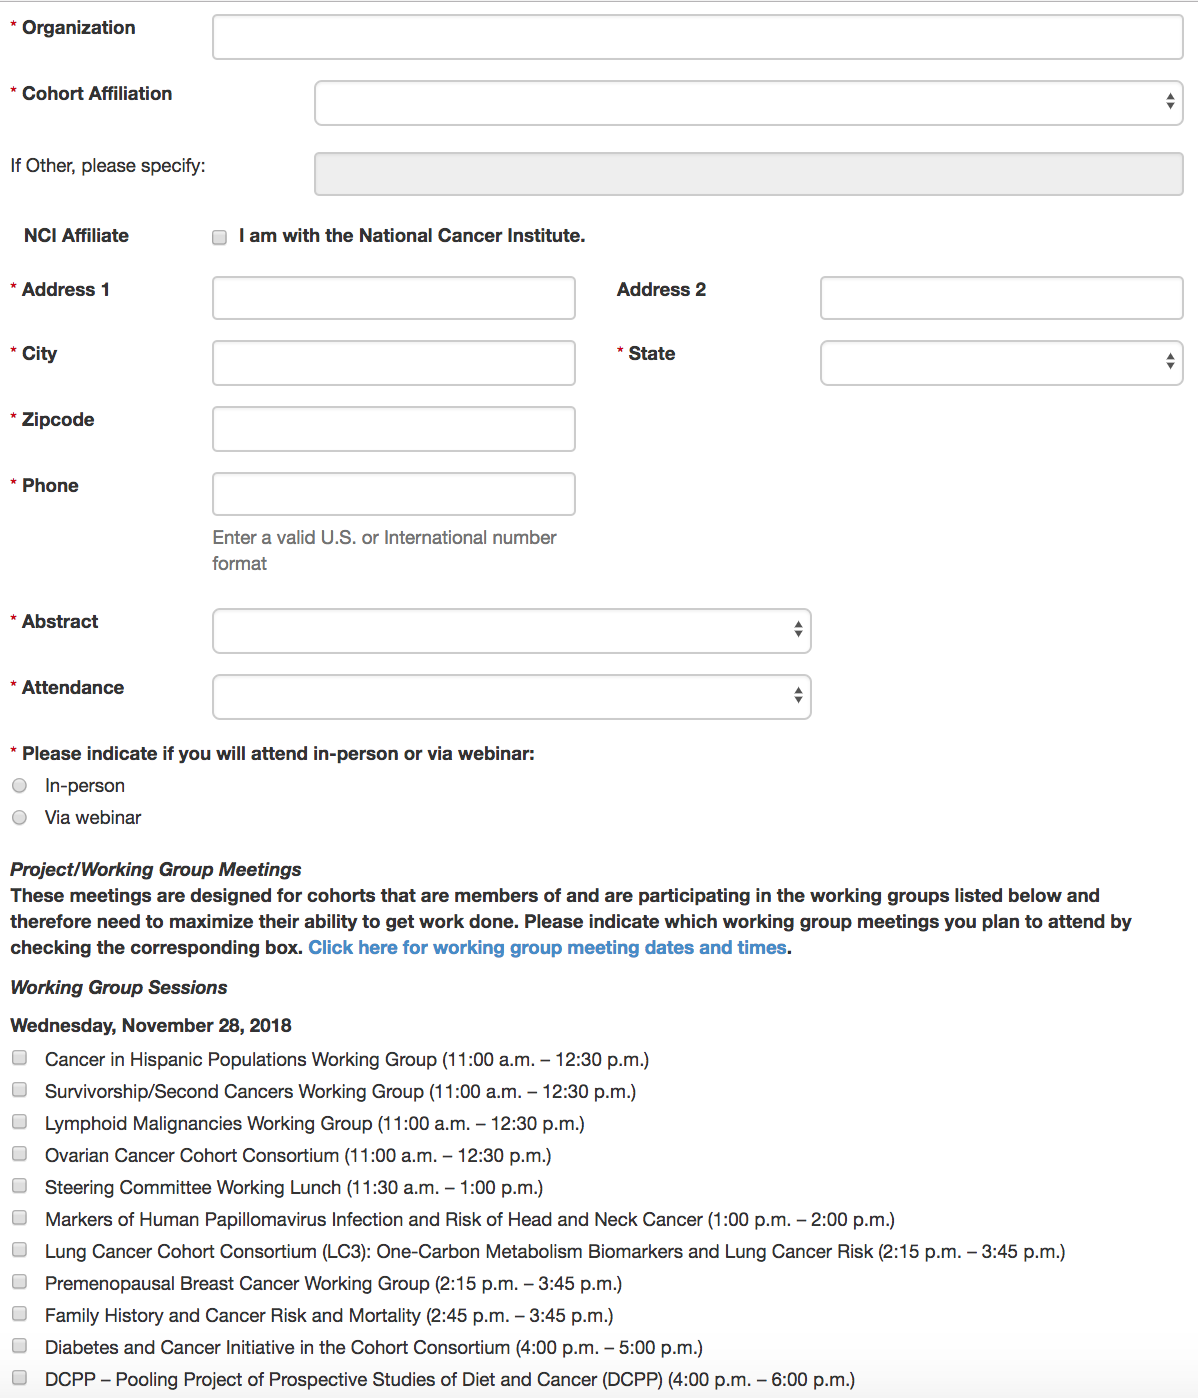 * Organization
* Cohort Affiliation
If Other, please specify:
NCI Affiliate I am with the National Cancer Institute.
* Address 1 Address 2
* City * State
* Zipcode
* Phone
Enter a valid U.S. or International number
format
* Abstract
* Attendance
* Please indicate if you will attend in-person or via webinar:
In-person
Via webinar
Project/Working Group Meetings
These meetings are designed for cohorts that are members of and are participating in the working groups listed below and
therefore need to maximize their ability to get work done. Please indicate which working group meetings you plan to attend by
checking the corresponding box. Click here for working group meeting dates and times.
Working Group Sessions
Wednesday, November 28, 2018
Cancer in Hispanic Populations Working Group (11:00 a.m. – 12:30 p.m.)
Survivorship/Second Cancers Working Group (11:00 a.m. – 12:30 p.m.)
Lymphoid Malignancies Working Group (11:00 a.m. – 12:30 p.m.)
Ovarian Cancer Cohort Consortium (11:00 a.m. – 12:30 p.m.)
Steering Committee Working Lunch (11:30 a.m. – 1:00 p.m.)
Markers of Human Papillomavirus Infection and Risk of Head and Neck Cancer (1:00 p.m. – 2:00 p.m.)
Lung Cancer Cohort Consortium (LC3): One-Carbon Metabolism Biomarkers and Lung Cancer Risk (2:15 p.m. – 3:45 p.m.)
Premenopausal Breast Cancer Working Group (2:15 p.m. – 3:45 p.m.)
Family History and Cancer Risk and Mortality (2:45 p.m. – 3:45 p.m.)
Diabetes and Cancer Initiative in the Cohort Consortium (4:00 p.m. – 5:00 p.m.)
DCPP – Pooling Project of Prospective Studies of Diet and Cancer (DCPP) (4:00 p.m. – 6:00 p.m.)